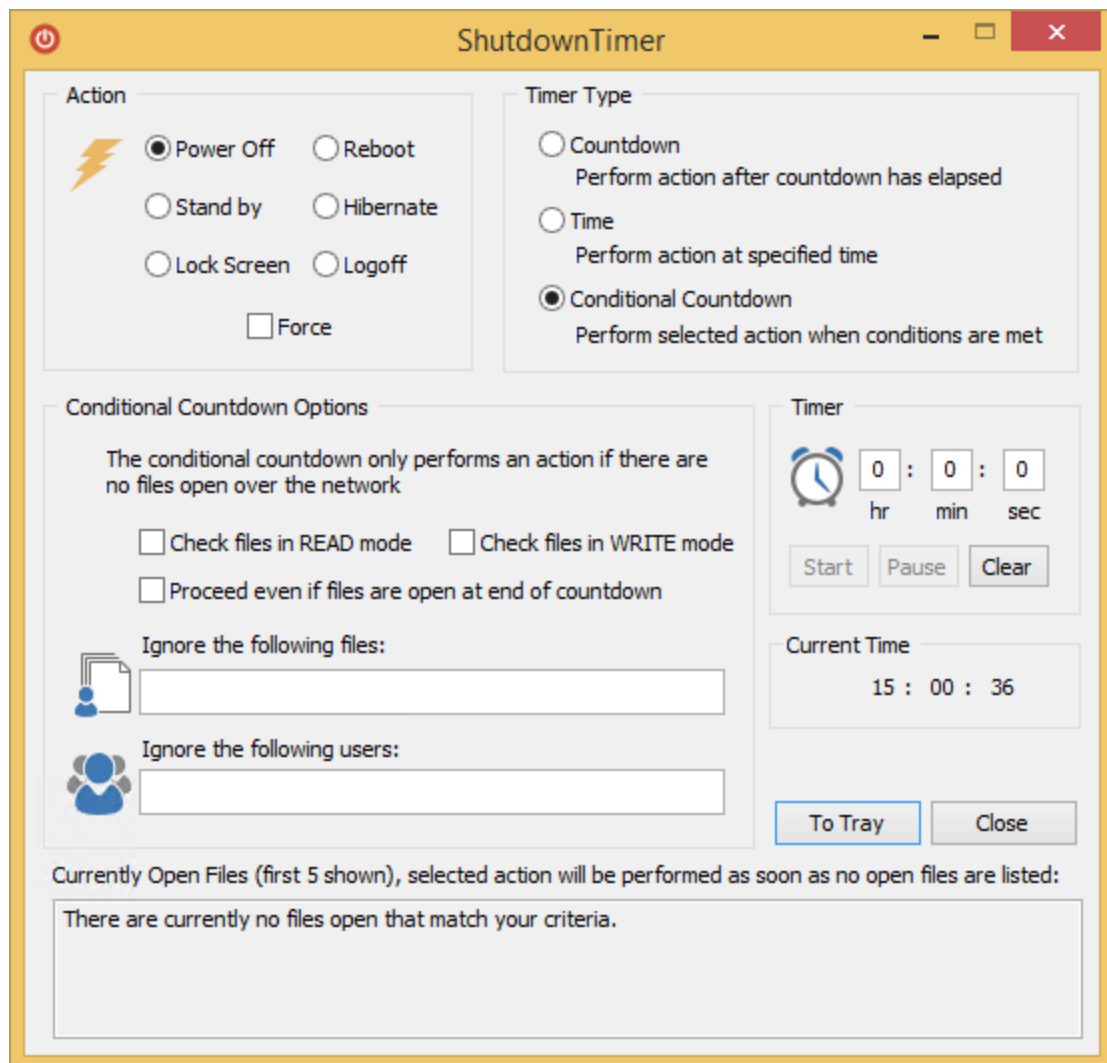 ShutdownTimer
Action
Power Off
Reboot
Stand by
Hibernate
Lock Screen
Logoff
Force
Timer Type
Countdown
Perform action after countdown has elapsed
Time
Perform action at specified time
Conditional Countdown
Perform selected action when conditions are met
Conditional Countdown Options
The conditional countdown only performs an action if there are
no files open over the network
Check files in READ mode
Check files in WRITE mode
Proceed even if files are open at end of countdown
Ignore the following files:
Ignore the following users:
Timer
0 : 0 : 0
hr min sec
Start Pause Clear
Current Time
15 : 00 : 36
To Tray
Close
Currently Open Files (first 5 shown), selected action will be performed as soon as no open files are listed:
There are currently no files open that match your criteria.